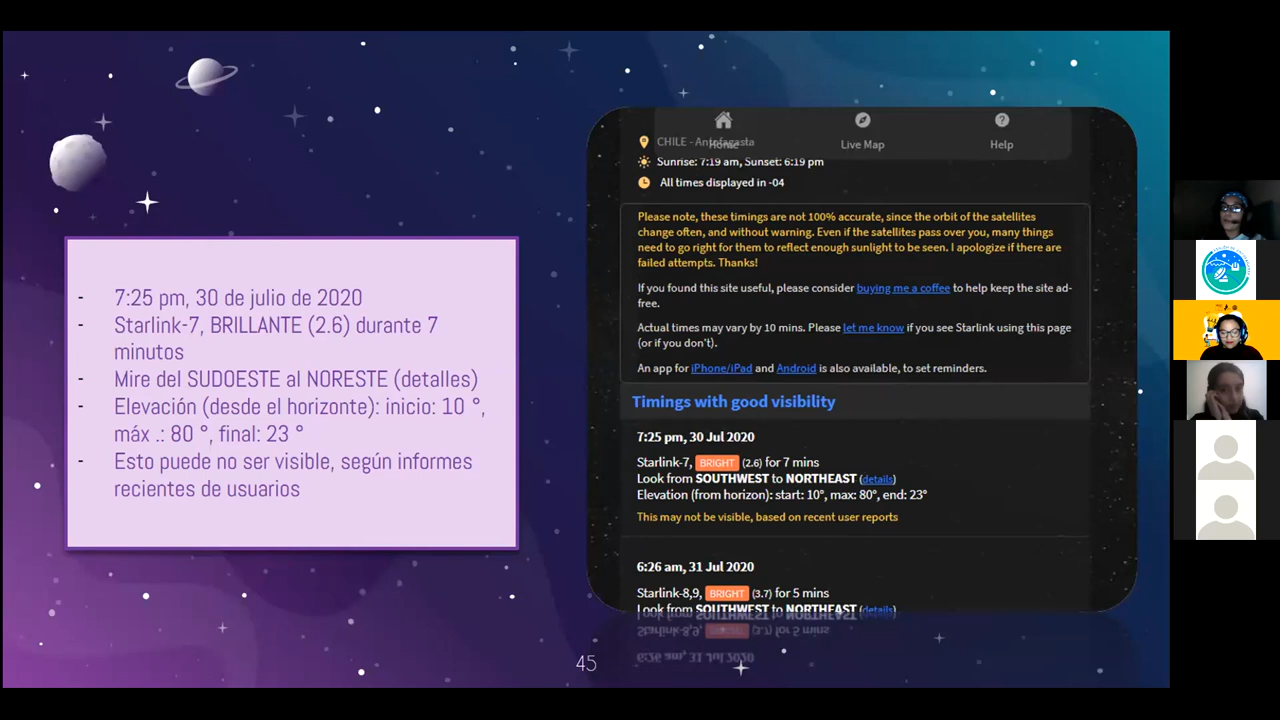 - 7:25 pm, 30 de julio de 2020
- Starlink-7, BRILLANTE (2.6) durante 7
minutos
- Mire del SUDOESTE al NORESTE (detalles)
- Elevación (desde el horizonte): inicio: 10 °,
máx .: 80 °, final: 23 °
- Esto puede no ser visible, según informes
recientes de usuarios
Home
Live Map
Help
CHILE - Antofagasta
Sunrise: 7:19 am, Sunset: 6:19 pm
All times displayed in -04
Please note, these timings are not 100% accurate, since the orbit of the satellites
change often, and without warning. Even if the satellites pass over you, many things
need to go right for them to reflect enough sunlight to be seen. I apologize if there are
failed attempts. Thanks!
If you found this site useful, please consider buying me a coffee to help keep the site ad-
free.
Actual times may vary by 10 mins. Please let me know if you see Starlink using this page
(or if you don't).
An app for iPhone/iPad and Android is also available, to set reminders.
Timings with good visibility
7:25 pm, 30 Jul 2020
Starlink-7, BRIGHT (2.6) for 7 mins
Look from SOUTHWEST to NORTHEAST (details)
Elevation (from horizon): start: 10°, max: 80°, end: 23°
This may not be visible, based on recent user reports
6:26 am, 31 Jul 2020
Starlink-8,9, BRIGHT (3.7) for 5 mins
Look from SOUTHWEST to NORTHEAST (details)
45